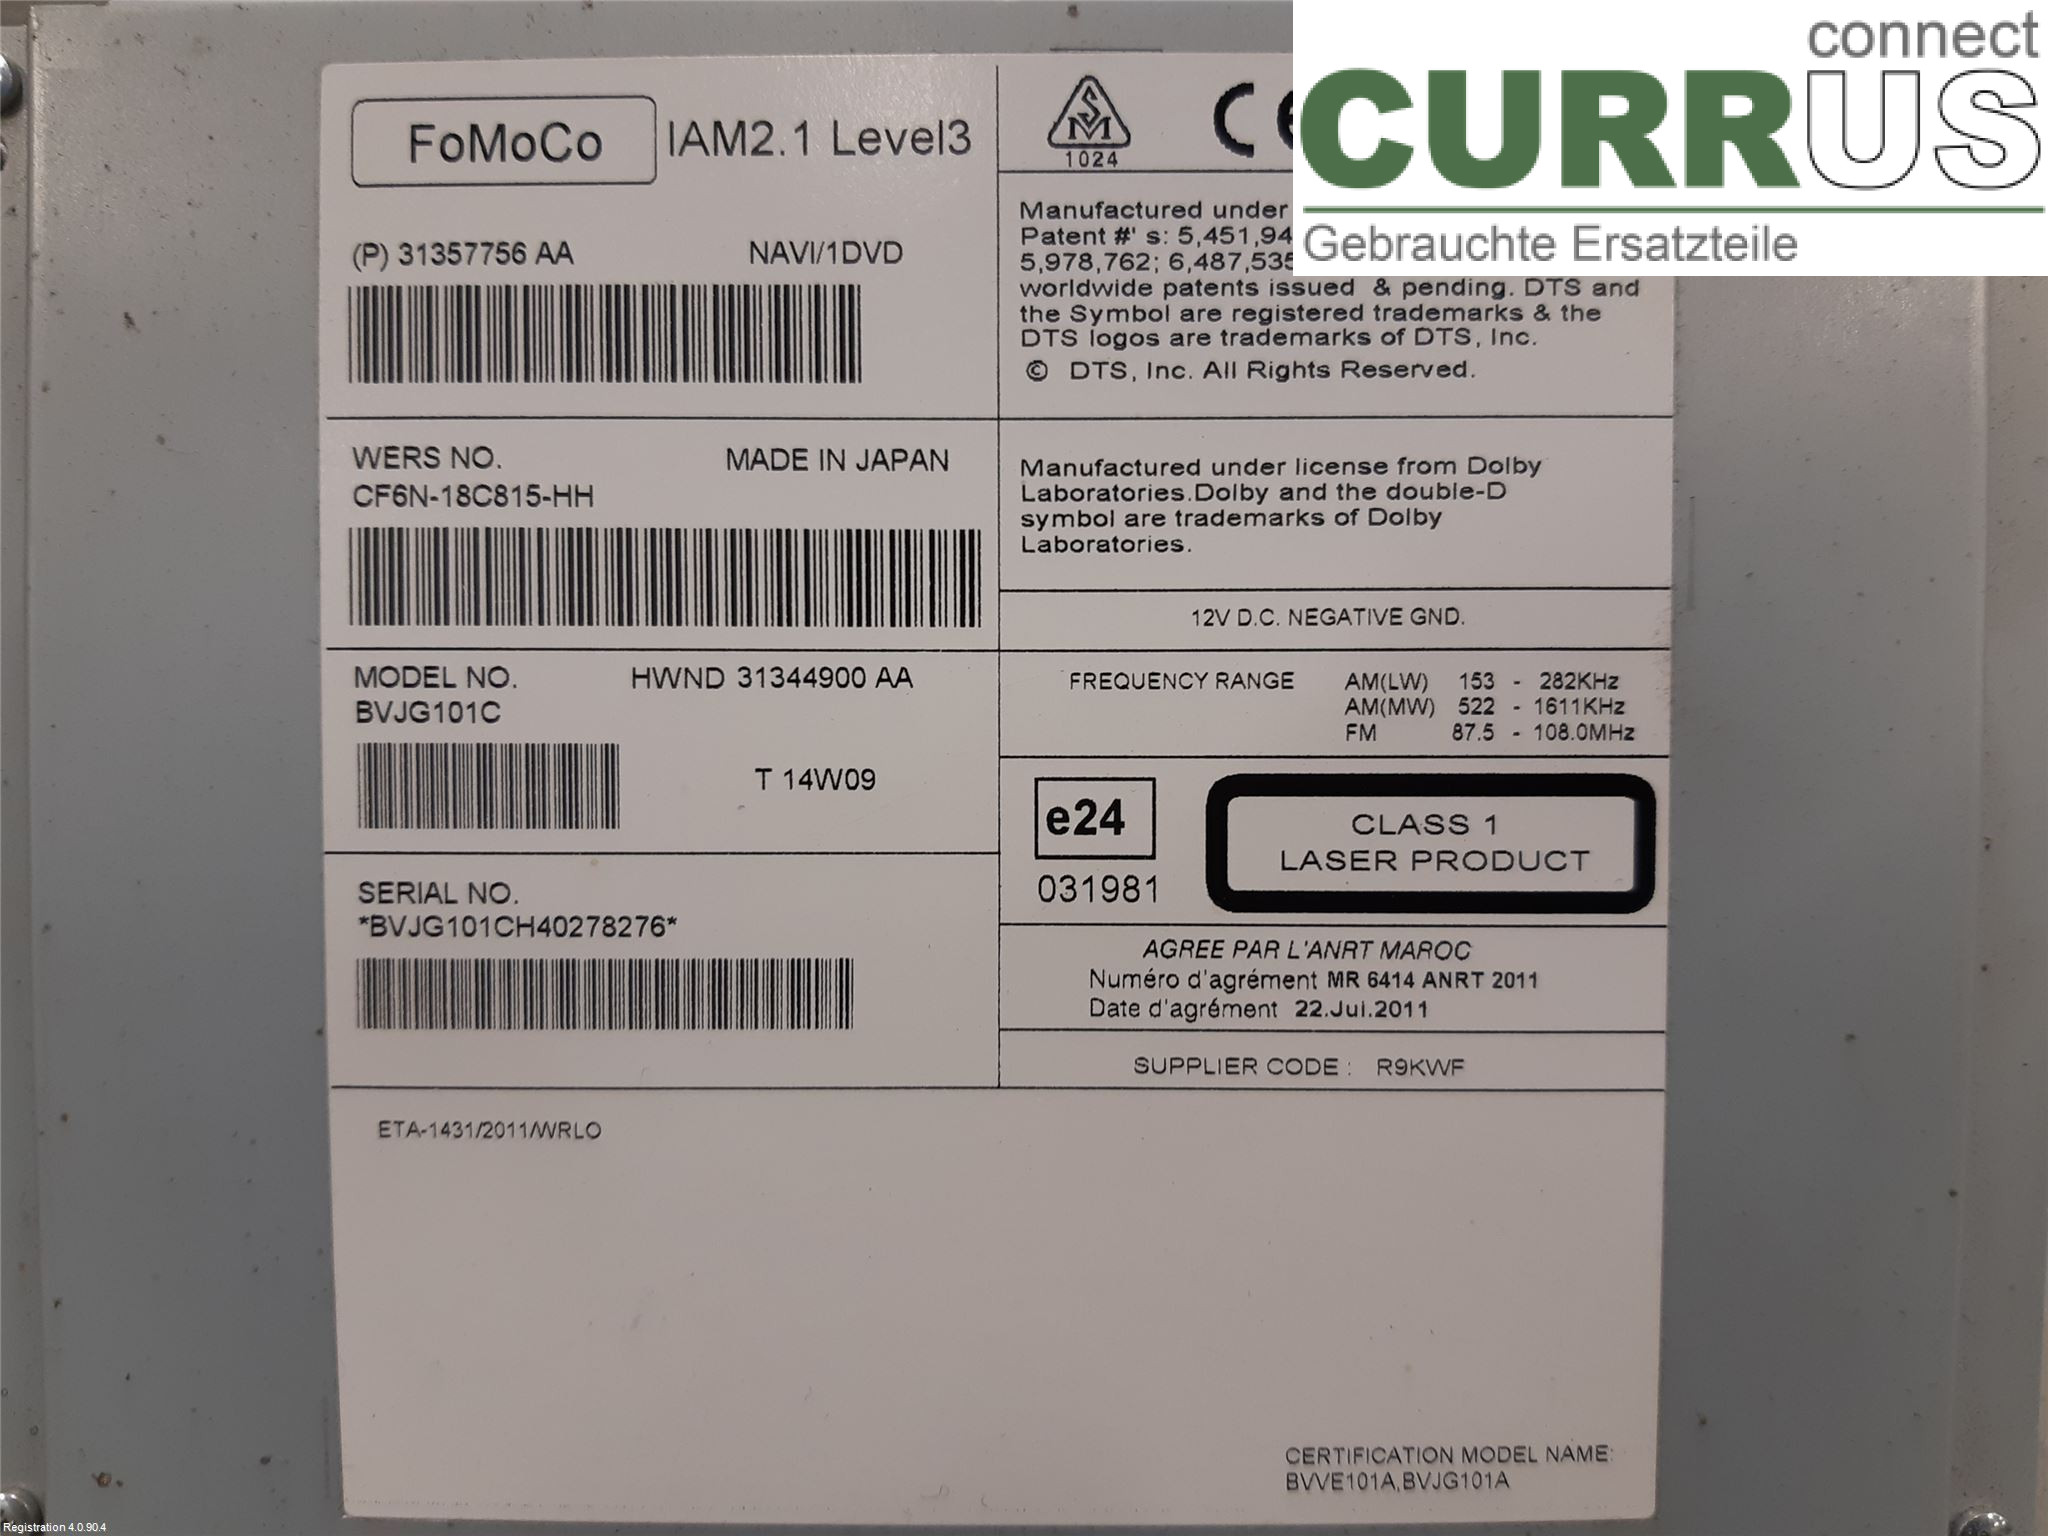 connect
CURRUS
Gebrauchte Ersatzteile
FoMoCo IAM2.1 Level3
(P) 31357756 AA NAVI/1DVD
WERS NO. MADE IN JAPAN
CF6N-18C815-HH
MODEL NO. HWND 31344900 AA
BVJG101C
T 14W09
SERIAL NO.
*BVJG101CH40278276*
SM
1024
Manufactured under
Patent #' s: 5,451,94
5,978,762; 6,487,535
worldwide patents issued & pending. DTS and
the Symbol are registered trademarks & the
DTS logos are trademarks of DTS, Inc.
© DTS, Inc. All Rights Reserved.
Manufactured under license from Dolby
Laboratories.Dolby and the double-D
symbol are trademarks of Dolby
Laboratories.
12V D.C. NEGATIVE GND.
FREQUENCY RANGE AM(LW) 153 - 282KHz
AM(MW) 522 - 1611KHz
FM 87.5 - 108.0MHz
e24
031981
CLASS 1
LASER PRODUCT
AGREE PAR L'ANRT MAROC
Numéro d'agrément MR 6414 ANRT 2011
Date d'agrément 22.Jul.2011
SUPPLIER CODE : R9KWF
ETA-1431/2011/WRLO
CERTIFICATION MODEL NAME:
BVVE101A,BVJG101A
Registration 4.0.90.4